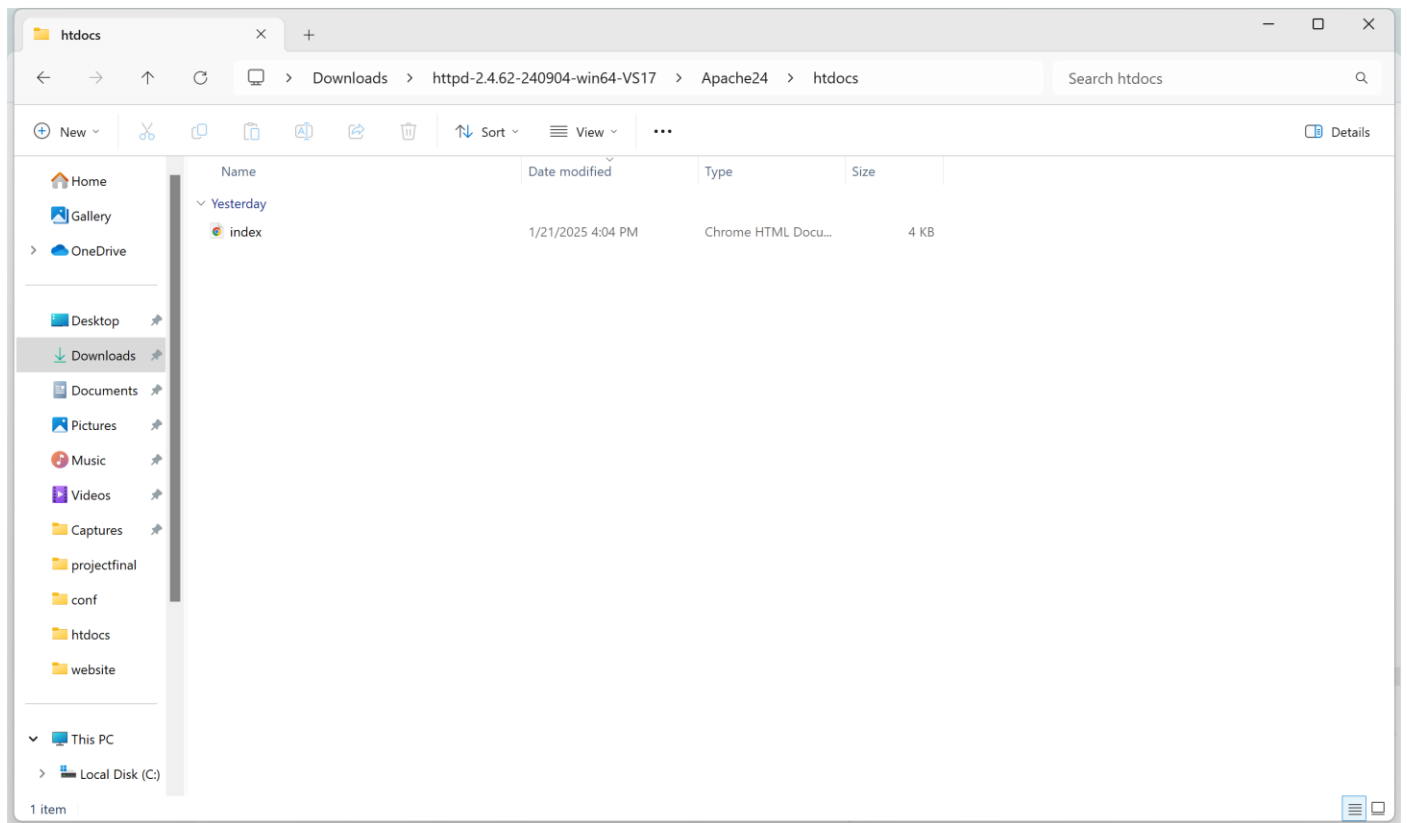 htdocs
Downloads > httpd-2.4.62-240904-win64-VS17 > Apache24 > htdocs
Search htdocs
New
Sort
View
Details
Name Date modified Type Size
Yesterday
index 1/21/2025 4:04 PM Chrome HTML Docu... 4 KB
Home
Gallery
OneDrive
Desktop
Downloads
Documents
Pictures
Music
Videos
Captures
projectfinal
conf
htdocs
website
This PC
Local Disk (C:)
1 item